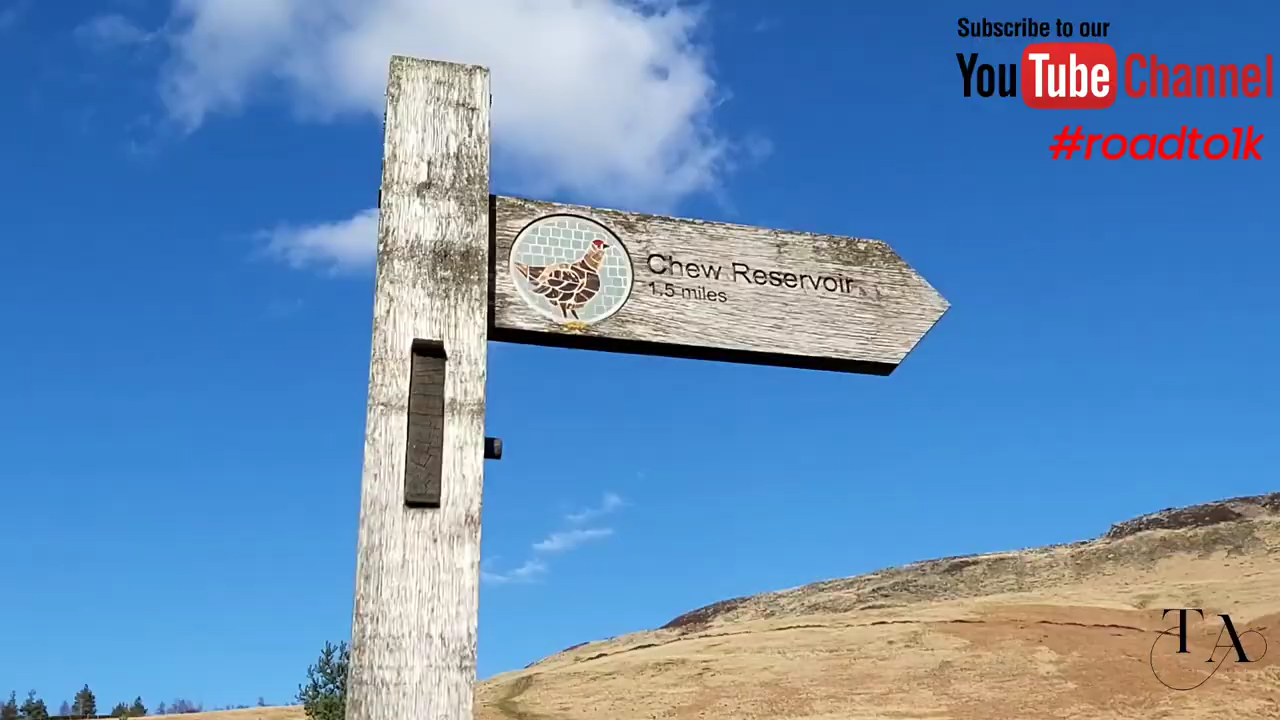 Subscribe to our
YouTube Channel
#roadto1k
Chew Reservoir
1.5 miles
TA